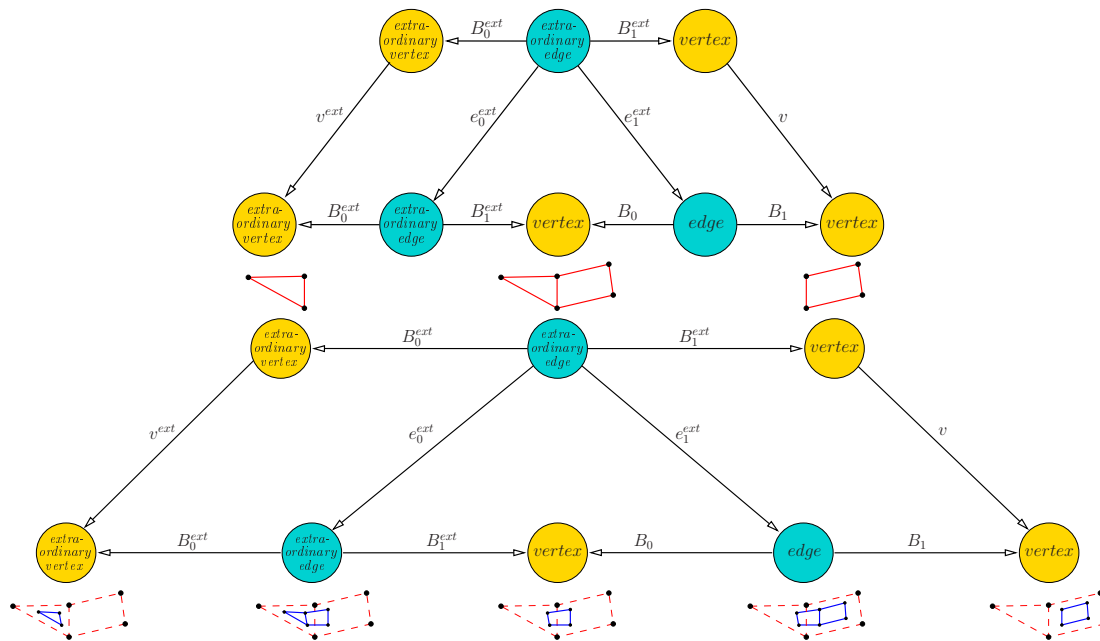 extra-
ordinary
vertex
B_0^{ext}
extra-
ordinary
edge
B_1^{ext}
vertex
v^{ext}
e_0^{ext}
e_1^{ext}
v
extra-
ordinary
vertex
B_0^{ext}
extra-
ordinary
edge
B_1^{ext}
vertex
B_0
edge
B_1
vertex
extra-
ordinary
vertex
B_0^{ext}
extra-
ordinary
edge
B_1^{ext}
vertex
v^{ext}
e_0^{ext}
e_1^{ext}
v
extra-
ordinary
vertex
B_0^{ext}
extra-
ordinary
edge
B_1^{ext}
vertex
B_0
edge
B_1
vertex